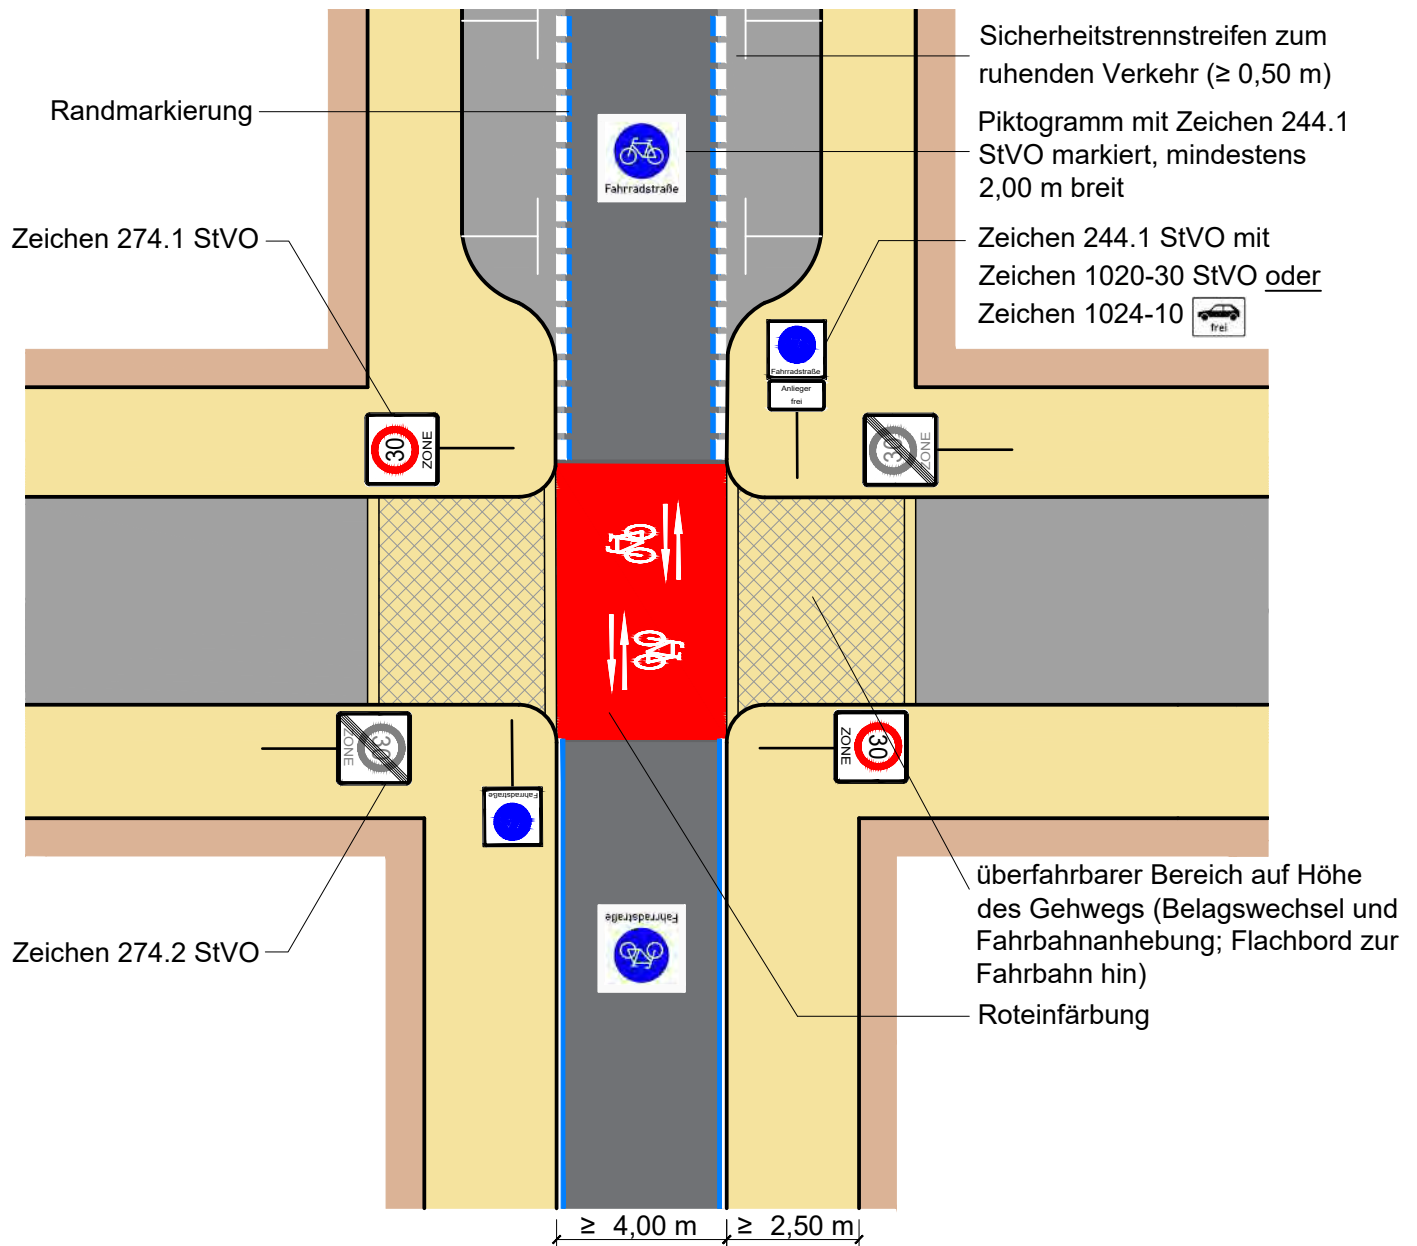 Sicherheitstrennstreifen zum
ruhenden Verkehr (≥ 0,50 m)
Randmarkierung
Piktogramm mit Zeichen 244.1
StVO markiert, mindestens
2,00 m breit
Fahrradstraße
Zeichen 274.1 StVO
Zeichen 244.1 StVO mit
Zeichen 1020-30 StVO oder
Zeichen 1024-10
frei
Fahrradstraße
Anlieger
frei
30
ZONE
30
ZONE
30
ZONE
30
ZONE
Fahrradstraße
Fahrradstraße
Zeichen 274.2 StVO
überfahrbarer Bereich auf Höhe
des Gehwegs (Belagswechsel und
Fahrbahnanhebung; Flachbord zur
Fahrbahn hin)
Roteinfärbung
≥ 4,00 m
≥ 2,50 m